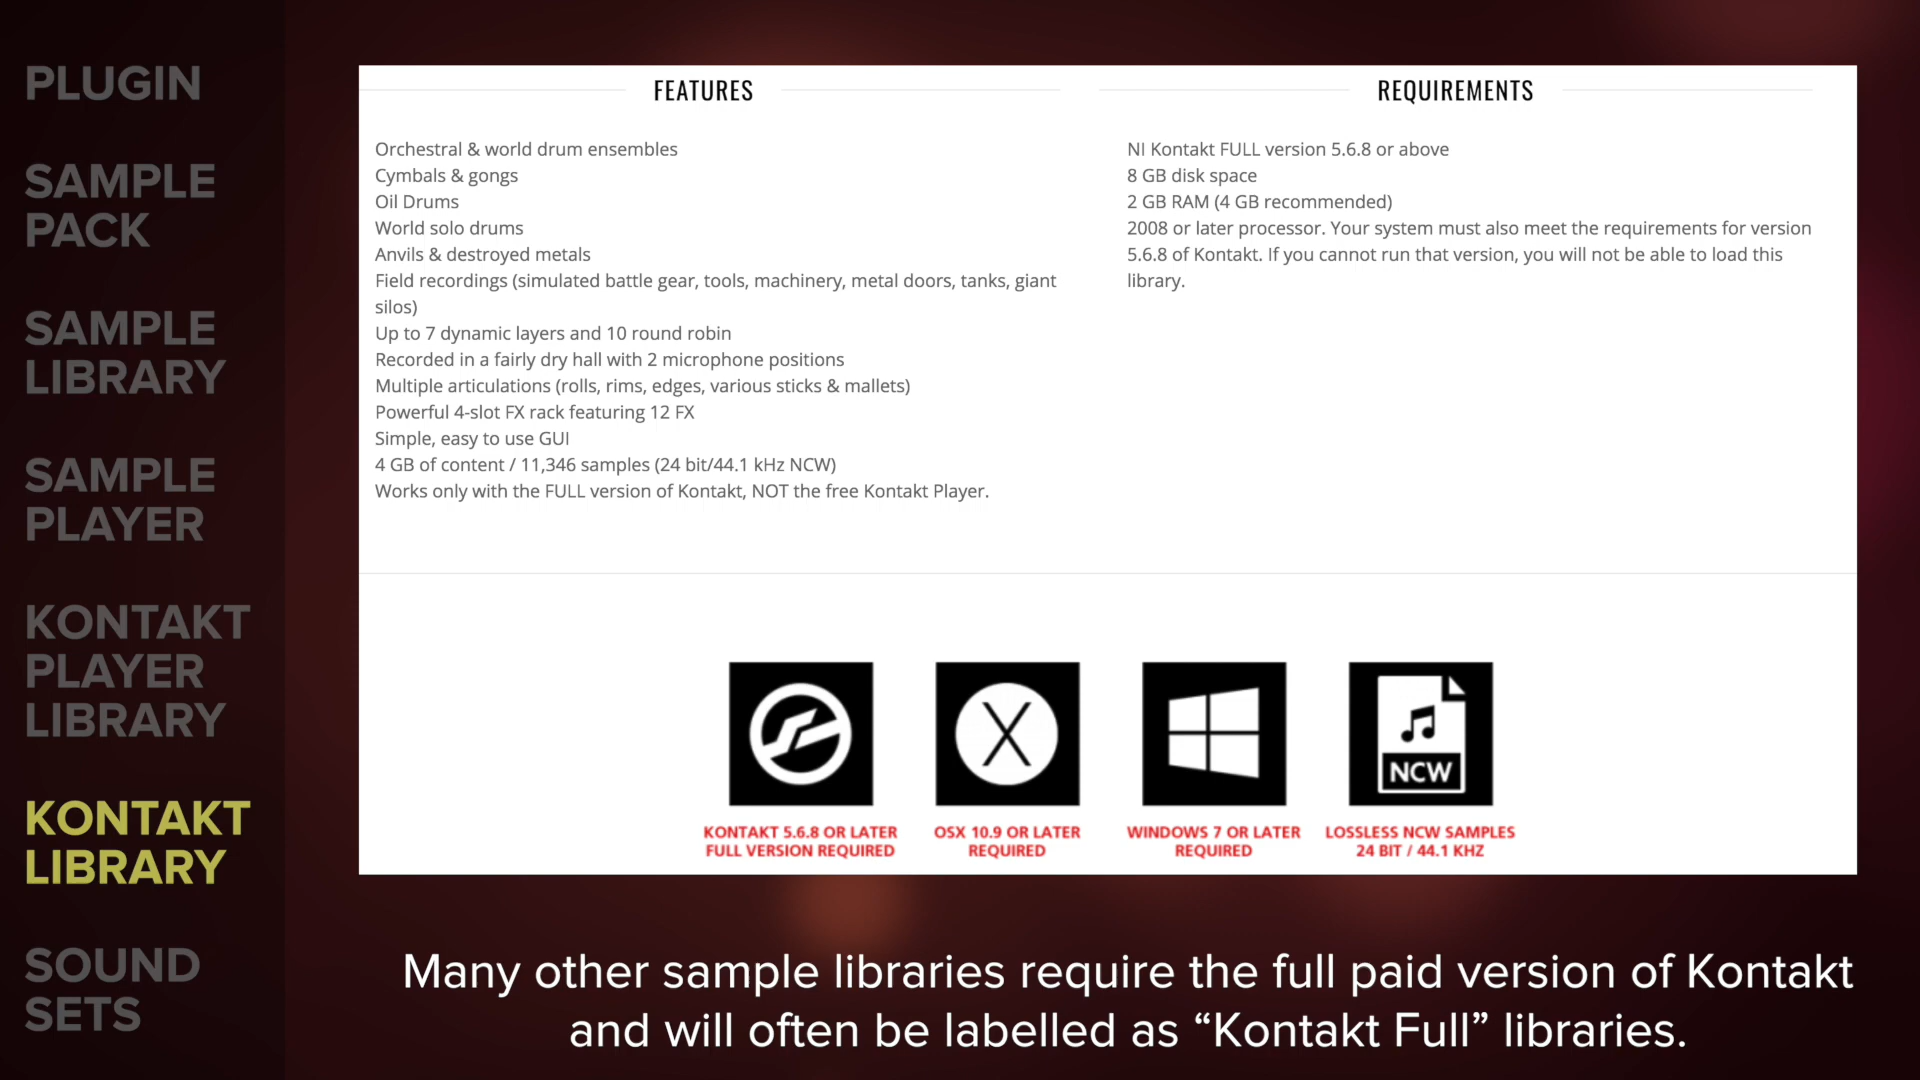 PLUGIN
SAMPLE
PACK
SAMPLE
LIBRARY
SAMPLE
PLAYER
KONTAKT
PLAYER
LIBRARY
KONTAKT
LIBRARY
SOUND
SETS
FEATURES
Orchestral & world drum ensembles
Cymbals & gongs
Oil Drums
World solo drums
Anvils & destroyed metals
Field recordings (simulated battle gear, tools, machinery, metal doors, tanks, giant
silos)
Up to 7 dynamic layers and 10 round robin
Recorded in a fairly dry hall with 2 microphone positions
Multiple articulations (rolls, rims, edges, various sticks & mallets)
Powerful 4-slot FX rack featuring 12 FX
Simple, easy to use GUI
4 GB of content / 11,346 samples (24 bit/44.1 kHz NCW)
Works only with the FULL version of Kontakt, NOT the free Kontakt Player.
REQUIREMENTS
NI Kontakt FULL version 5.6.8 or above
8 GB disk space
2 GB RAM (4 GB recommended)
2008 or later processor. Your system must also meet the requirements for version
5.6.8 of Kontakt. If you cannot run that version, you will not be able to load this
library.
X
NCW
KONTAKT 5.6.8 OR LATER
FULL VERSION REQUIRED
OSX 10.9 OR LATER
REQUIRED
WINDOWS 7 OR LATER
REQUIRED
LOSSLESS NCW SAMPLES
24 BIT / 44.1 KHZ
Many other sample libraries require the full paid version of Kontakt
and will often be labelled as “Kontakt Full” libraries.